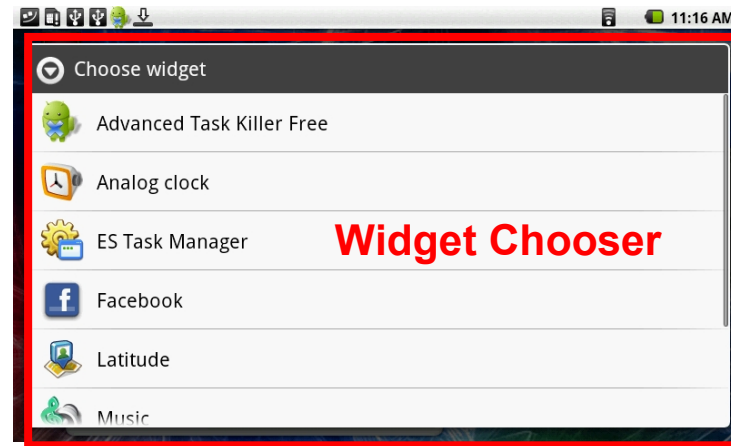 11:16 AM
Choose widget
Advanced Task Killer Free
Analog clock
ES Task Manager
Widget Chooser
Facebook
Latitude
Music